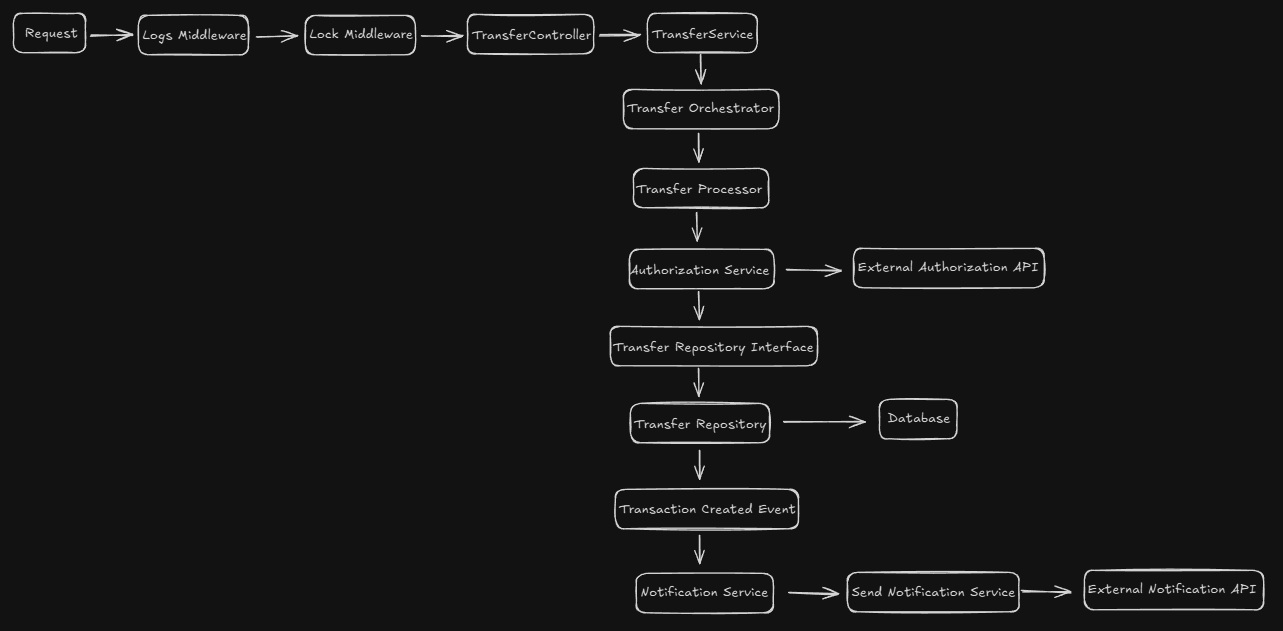 Request
Logs Middleware
Lock Middleware
TransferController
TransferService
Transfer Orchestrator
Transfer Processor
Authorization Service
External Authorization API
Transfer Repository Interface
Transfer Repository
Database
Transaction Created Event
Notification Service
Send Notification Service
External Notification API